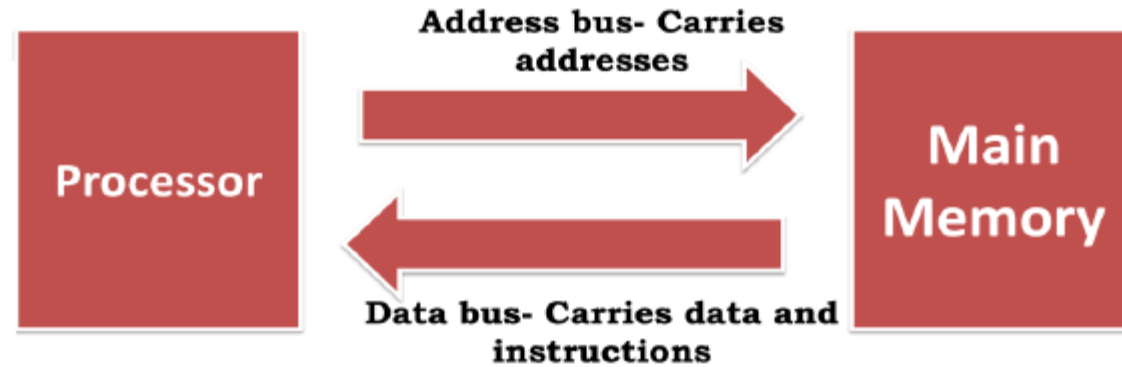 Address bus- Carries
addresses
Processor
Main
Memory
Data bus- Carries data and
instructions